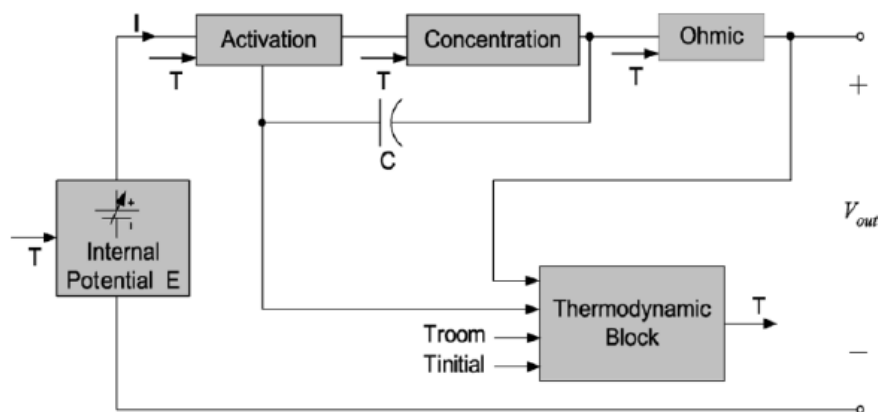 I
Activation
Concentration
Ohmic
T
T
T
+
C
+
Internal
Potential E
T
V_out
Thermodynamic
Block
T
Troom
Tinitial
−